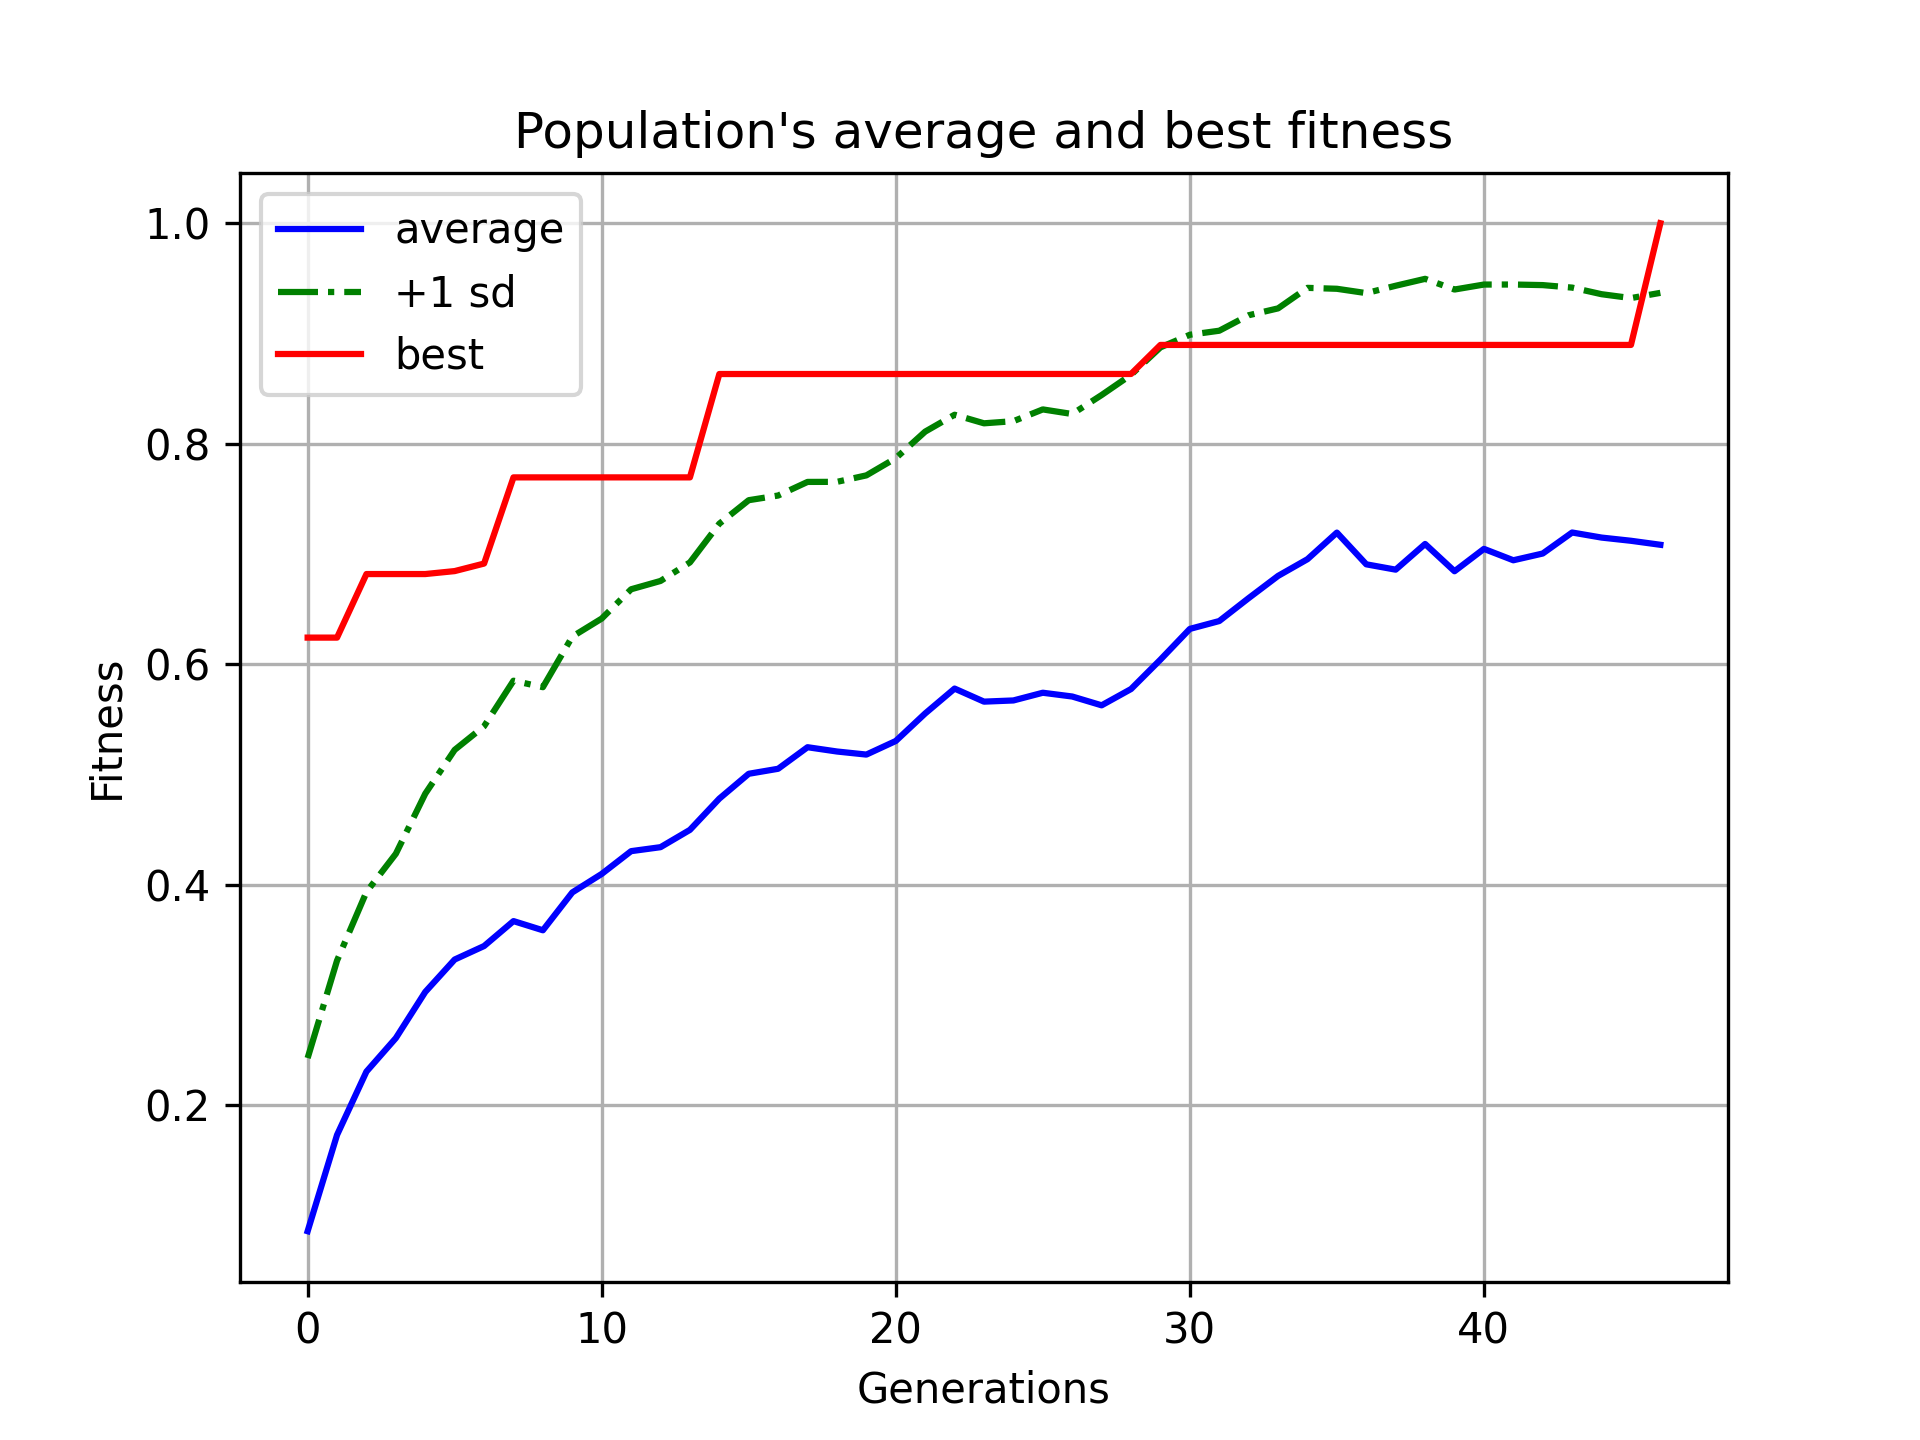 Population's average and best fitness
average
+1 sd
best
1.0
0.8
0.6
0.4
0.2
Fitness
0 10 20 30 40
Generations